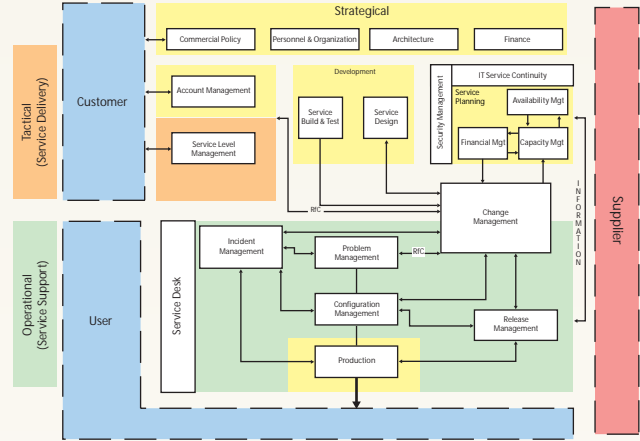 Strategical
Commercial Policy
Personnel & Organization
Architecture
Finance
Tactical
(Service Delivery)
Customer
Account Management
Service Level
Management
Development
Service
Build & Test
Service
Design
Security Management
IT Service Continuity
Service
Planning
Availability Mgt
Financial Mgt
Capacity Mgt
RfC
Change
Management
INFORMATION
Supplier
Operational
(Service Support)
User
Service Desk
Incident
Management
Problem
Management
RfC
Configuration
Management
Release
Management
Production